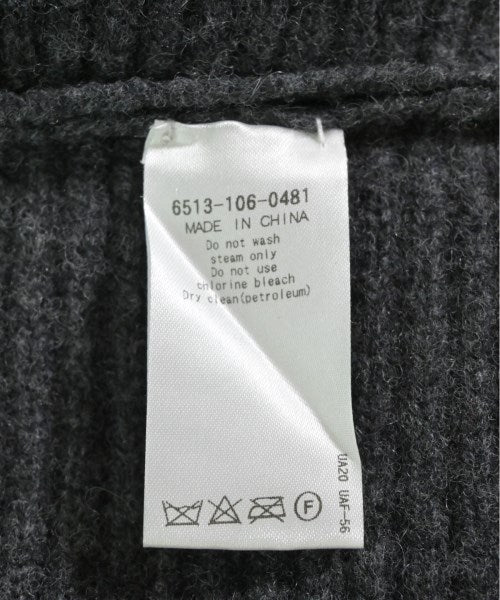 6513-106-0481
MADE IN CHINA
Do not wash
steam only
Do not use
chlorine bleach
Dry clean(petroleum)
F
UA20 UAF-56